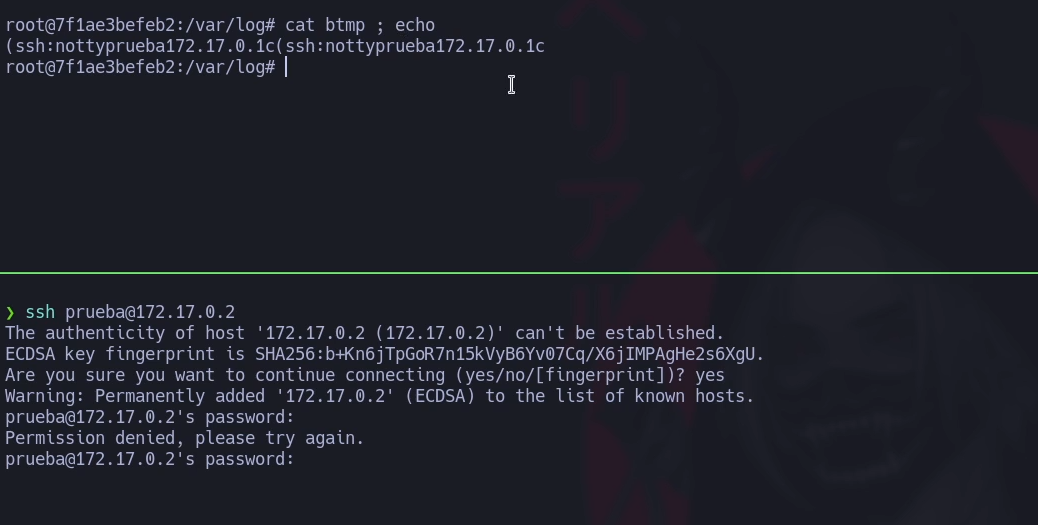 root@7f1ae3befeb2:/var/log# cat btmp ; echo
(ssh:nottyprueba172.17.0.1c(ssh:nottyprueba172.17.0.1c
root@7f1ae3befeb2:/var/log#
❯ ssh prueba@172.17.0.2
The authenticity of host '172.17.0.2 (172.17.0.2)' can't be established.
ECDSA key fingerprint is SHA256:b+Kn6jTpGoR7n15kVyB6Yv07Cq/X6jIMPAgHe2s6XgU.
Are you sure you want to continue connecting (yes/no/[fingerprint])? yes
Warning: Permanently added '172.17.0.2' (ECDSA) to the list of known hosts.
prueba@172.17.0.2's password:
Permission denied, please try again.
prueba@172.17.0.2's password: